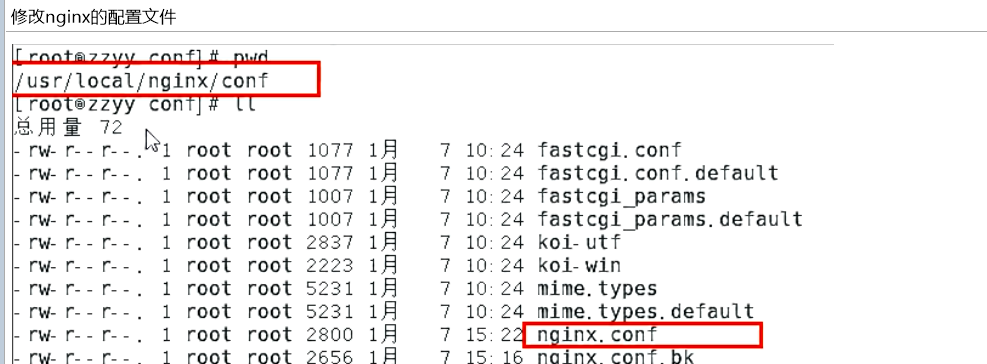 修改nginx的配置文件
[root@zzyy conf]# pwd
/usr/local/nginx/conf
[root@zzyy conf]# ll
总用量 72
-rw-r--r--. 1 root root 1077 1月 7 10:24 fastcgi.conf
-rw-r--r--. 1 root root 1077 1月 7 10:24 fastcgi.conf.default
-rw-r--r--. 1 root root 1007 1月 7 10:24 fastcgi_params
-rw-r--r--. 1 root root 1007 1月 7 10:24 fastcgi_params.default
-rw-r--r--. 1 root root 2837 1月 7 10:24 koi-utf
-rw-r--r--. 1 root root 2223 1月 7 10:24 koi-win
-rw-r--r--. 1 root root 5231 1月 7 10:24 mime.types
-rw-r--r--. 1 root root 5231 1月 7 10:24 mime.types.default
-rw-r--r--. 1 root root 2800 1月 7 15:22 nginx.conf
-rw-r--r--. 1 root root 2656 1月 7 15:16 nginx.conf.bk